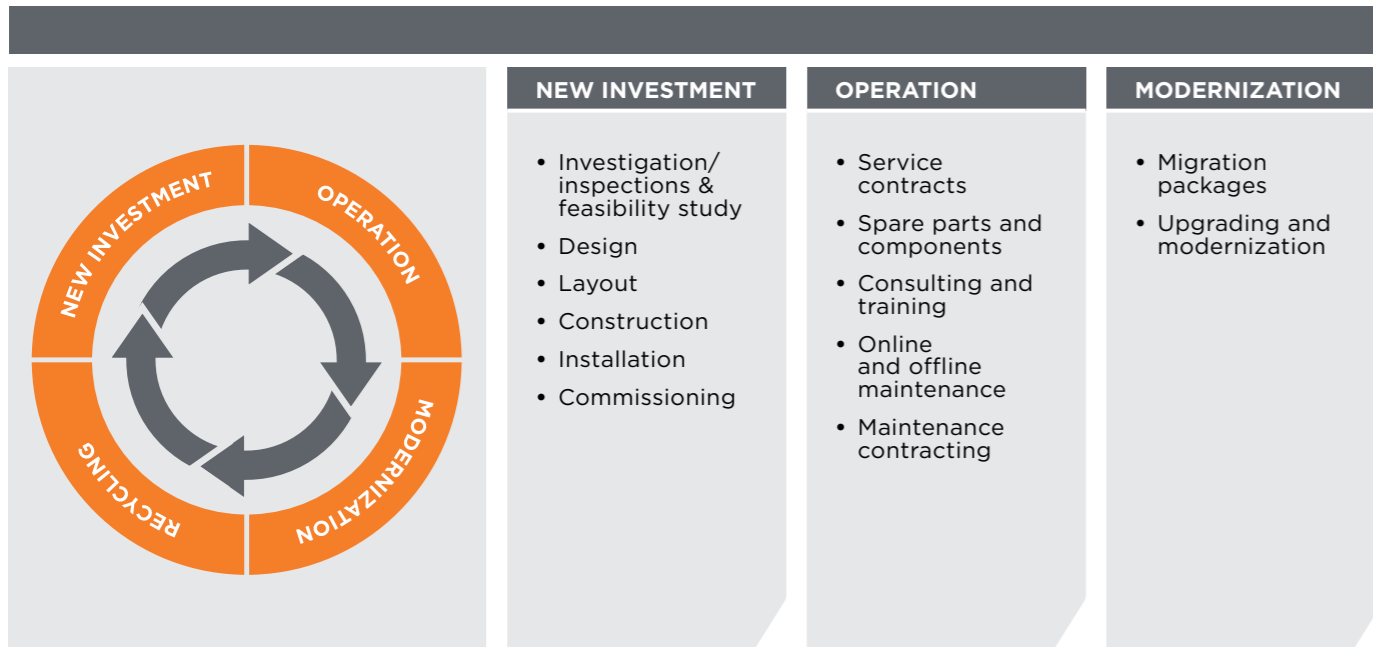 NEW INVESTMENT
OPERATION
MODERNIZATION
RECYCLING
NEW INVESTMENT
• Investigation/
inspections &
feasibility study
• Design
• Layout
• Construction
• Installation
• Commissioning
OPERATION
• Service
contracts
• Spare parts and
components
• Consulting and
training
• Online
and offline
maintenance
• Maintenance
contracting
MODERNIZATION
• Migration
packages
• Upgrading and
modernization